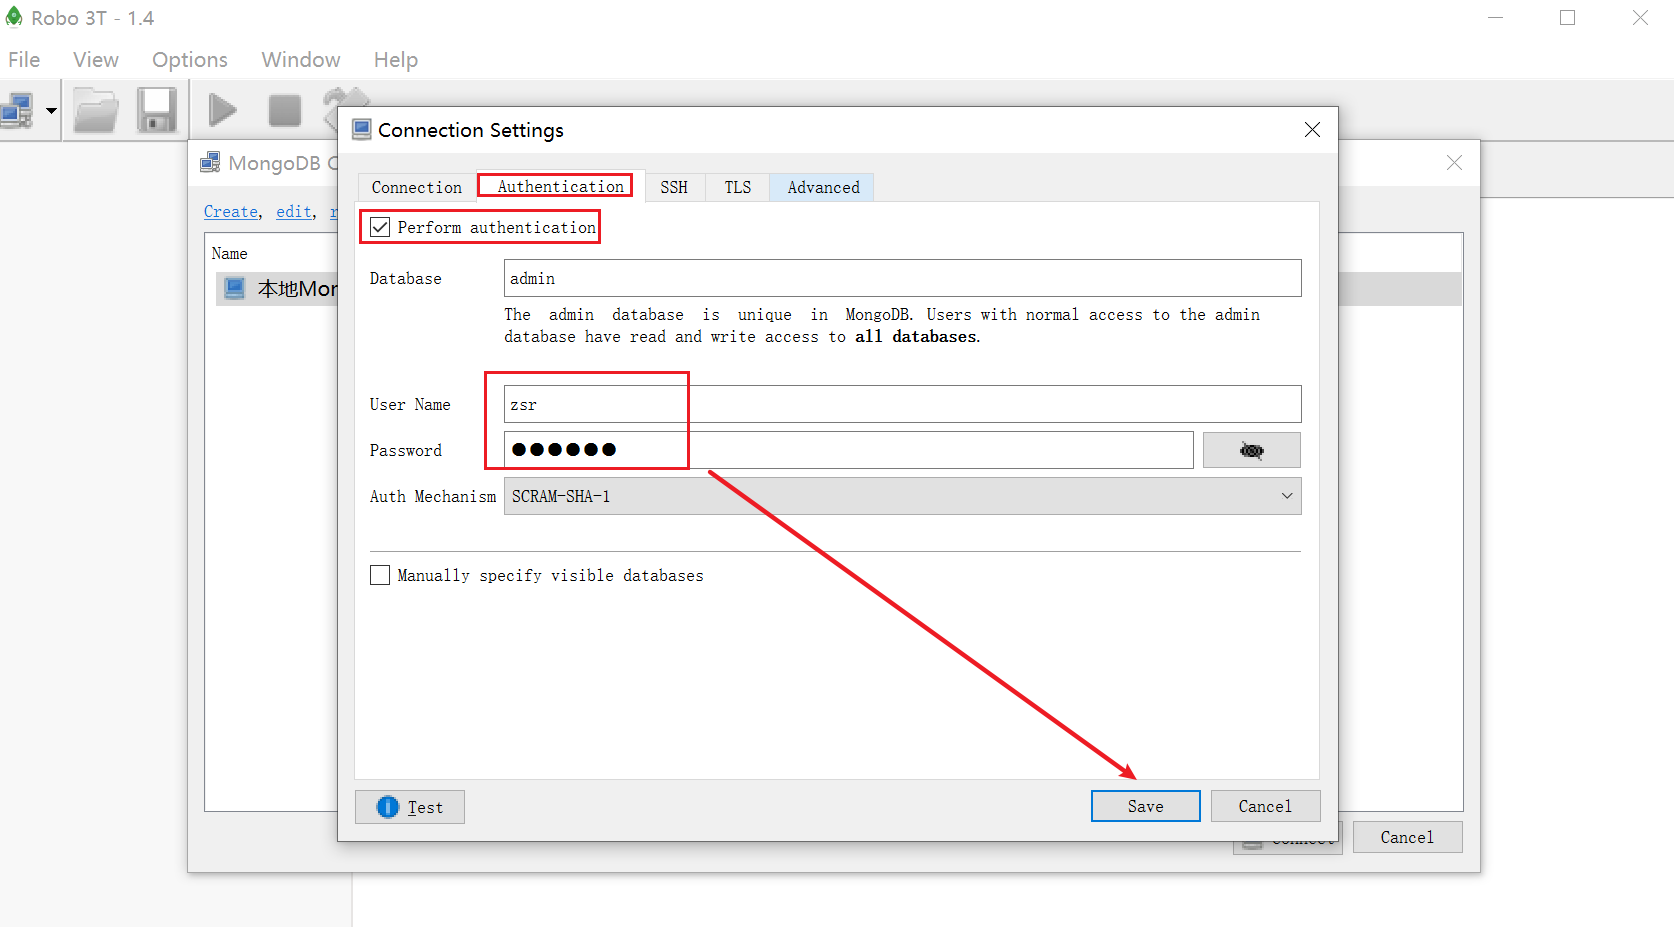 Robo 3T - 1.4
File View Options Window Help
Connection Settings
MongoDB
Connection Authentication SSH TLS Advanced
Create, edit,
Perform authentication
Name
Database admin
本地Mon
The admin database is unique in MongoDB. Users with normal access to the admin
database have read and write access to all databases.
User Name zsr
Password ●●●●●●
Auth Mechanism SCRAM-SHA-1
Manually specify visible databases
Test Save Cancel
Connect Cancel